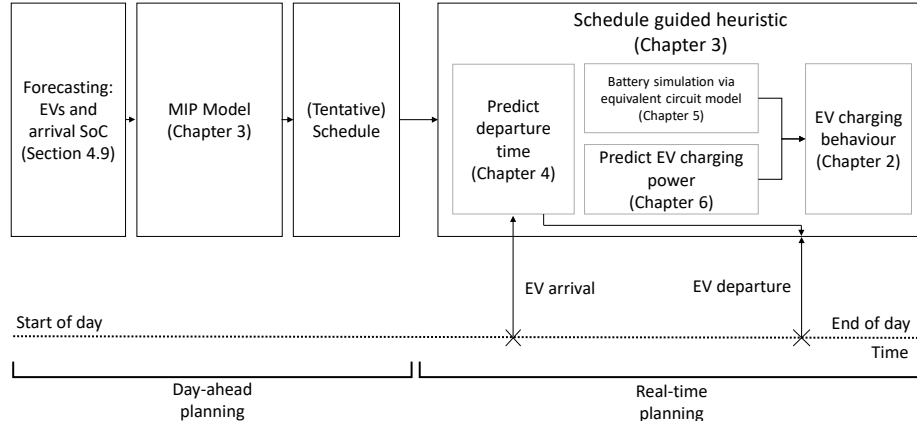 Forecasting:
EVs and
arrival SoC
(Section 4.9)
MIP Model
(Chapter 3)
(Tentative)
Schedule
Schedule guided heuristic
(Chapter 3)
Predict
departure
time
(Chapter 4)
Battery simulation via
equivalent circuit model
(Chapter 5)
Predict EV charging
power
(Chapter 6)
EV charging
behaviour
(Chapter 2)
EV arrival
EV departure
Start of day
End of day
Time
Day-ahead
planning
Real-time
planning